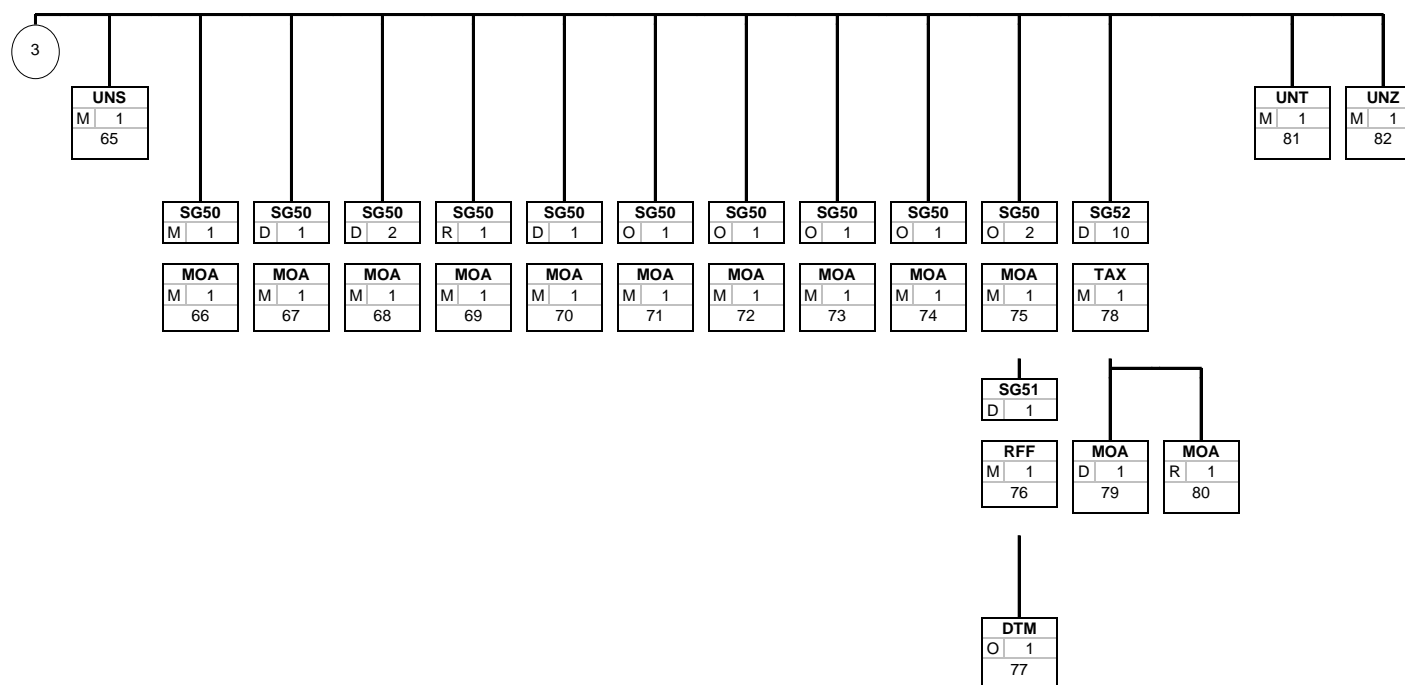 3
UNS
M 1
65
UNT
M 1
81
UNZ
M 1
82
SG50 SG50 SG50 SG50 SG50 SG50 SG50 SG50 SG50 SG50 SG52
M 1 D 1 D 2 R 1 D 1 O 1 O 1 O 1 O 1 O 2 D 10
MOA MOA MOA MOA MOA MOA MOA MOA MOA MOA TAX
M 1 M 1 M 1 M 1 M 1 M 1 M 1 M 1 M 1 M 1 M 1
66 67 68 69 70 71 72 73 74 75 78
SG51
D 1
RFF MOA MOA
M 1 D 1 R 1
76 79 80
DTM
O 1
77